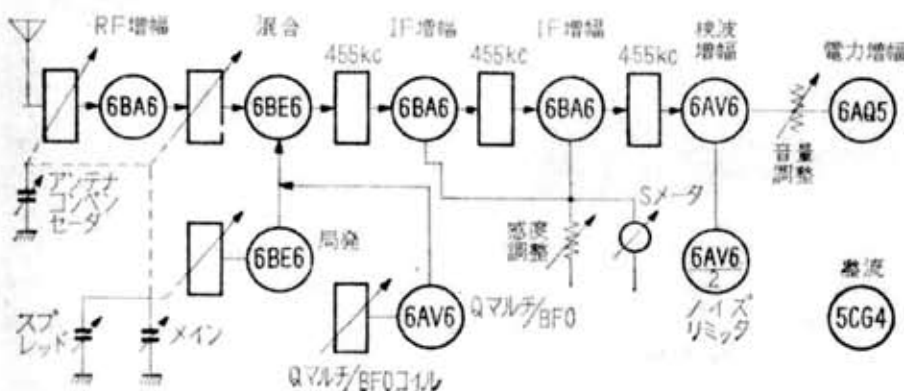 RF増幅
混合
IF増幅
IF増幅
検波
増幅
電力増幅
455kc
455kc
455kc
6BA6
6BE6
6BA6
6BA6
6AV6
6AQ5
音量
調整
アンテナ
コンペン
セータ
Sメータ
感度
調整
局発
6BE6
6AV6
2
ノイズ
リミッタ
整流
5CG4
スプ
レッド
メイン
6AV6
Qマルチ/BFO
Qマルチ/BFOコイル